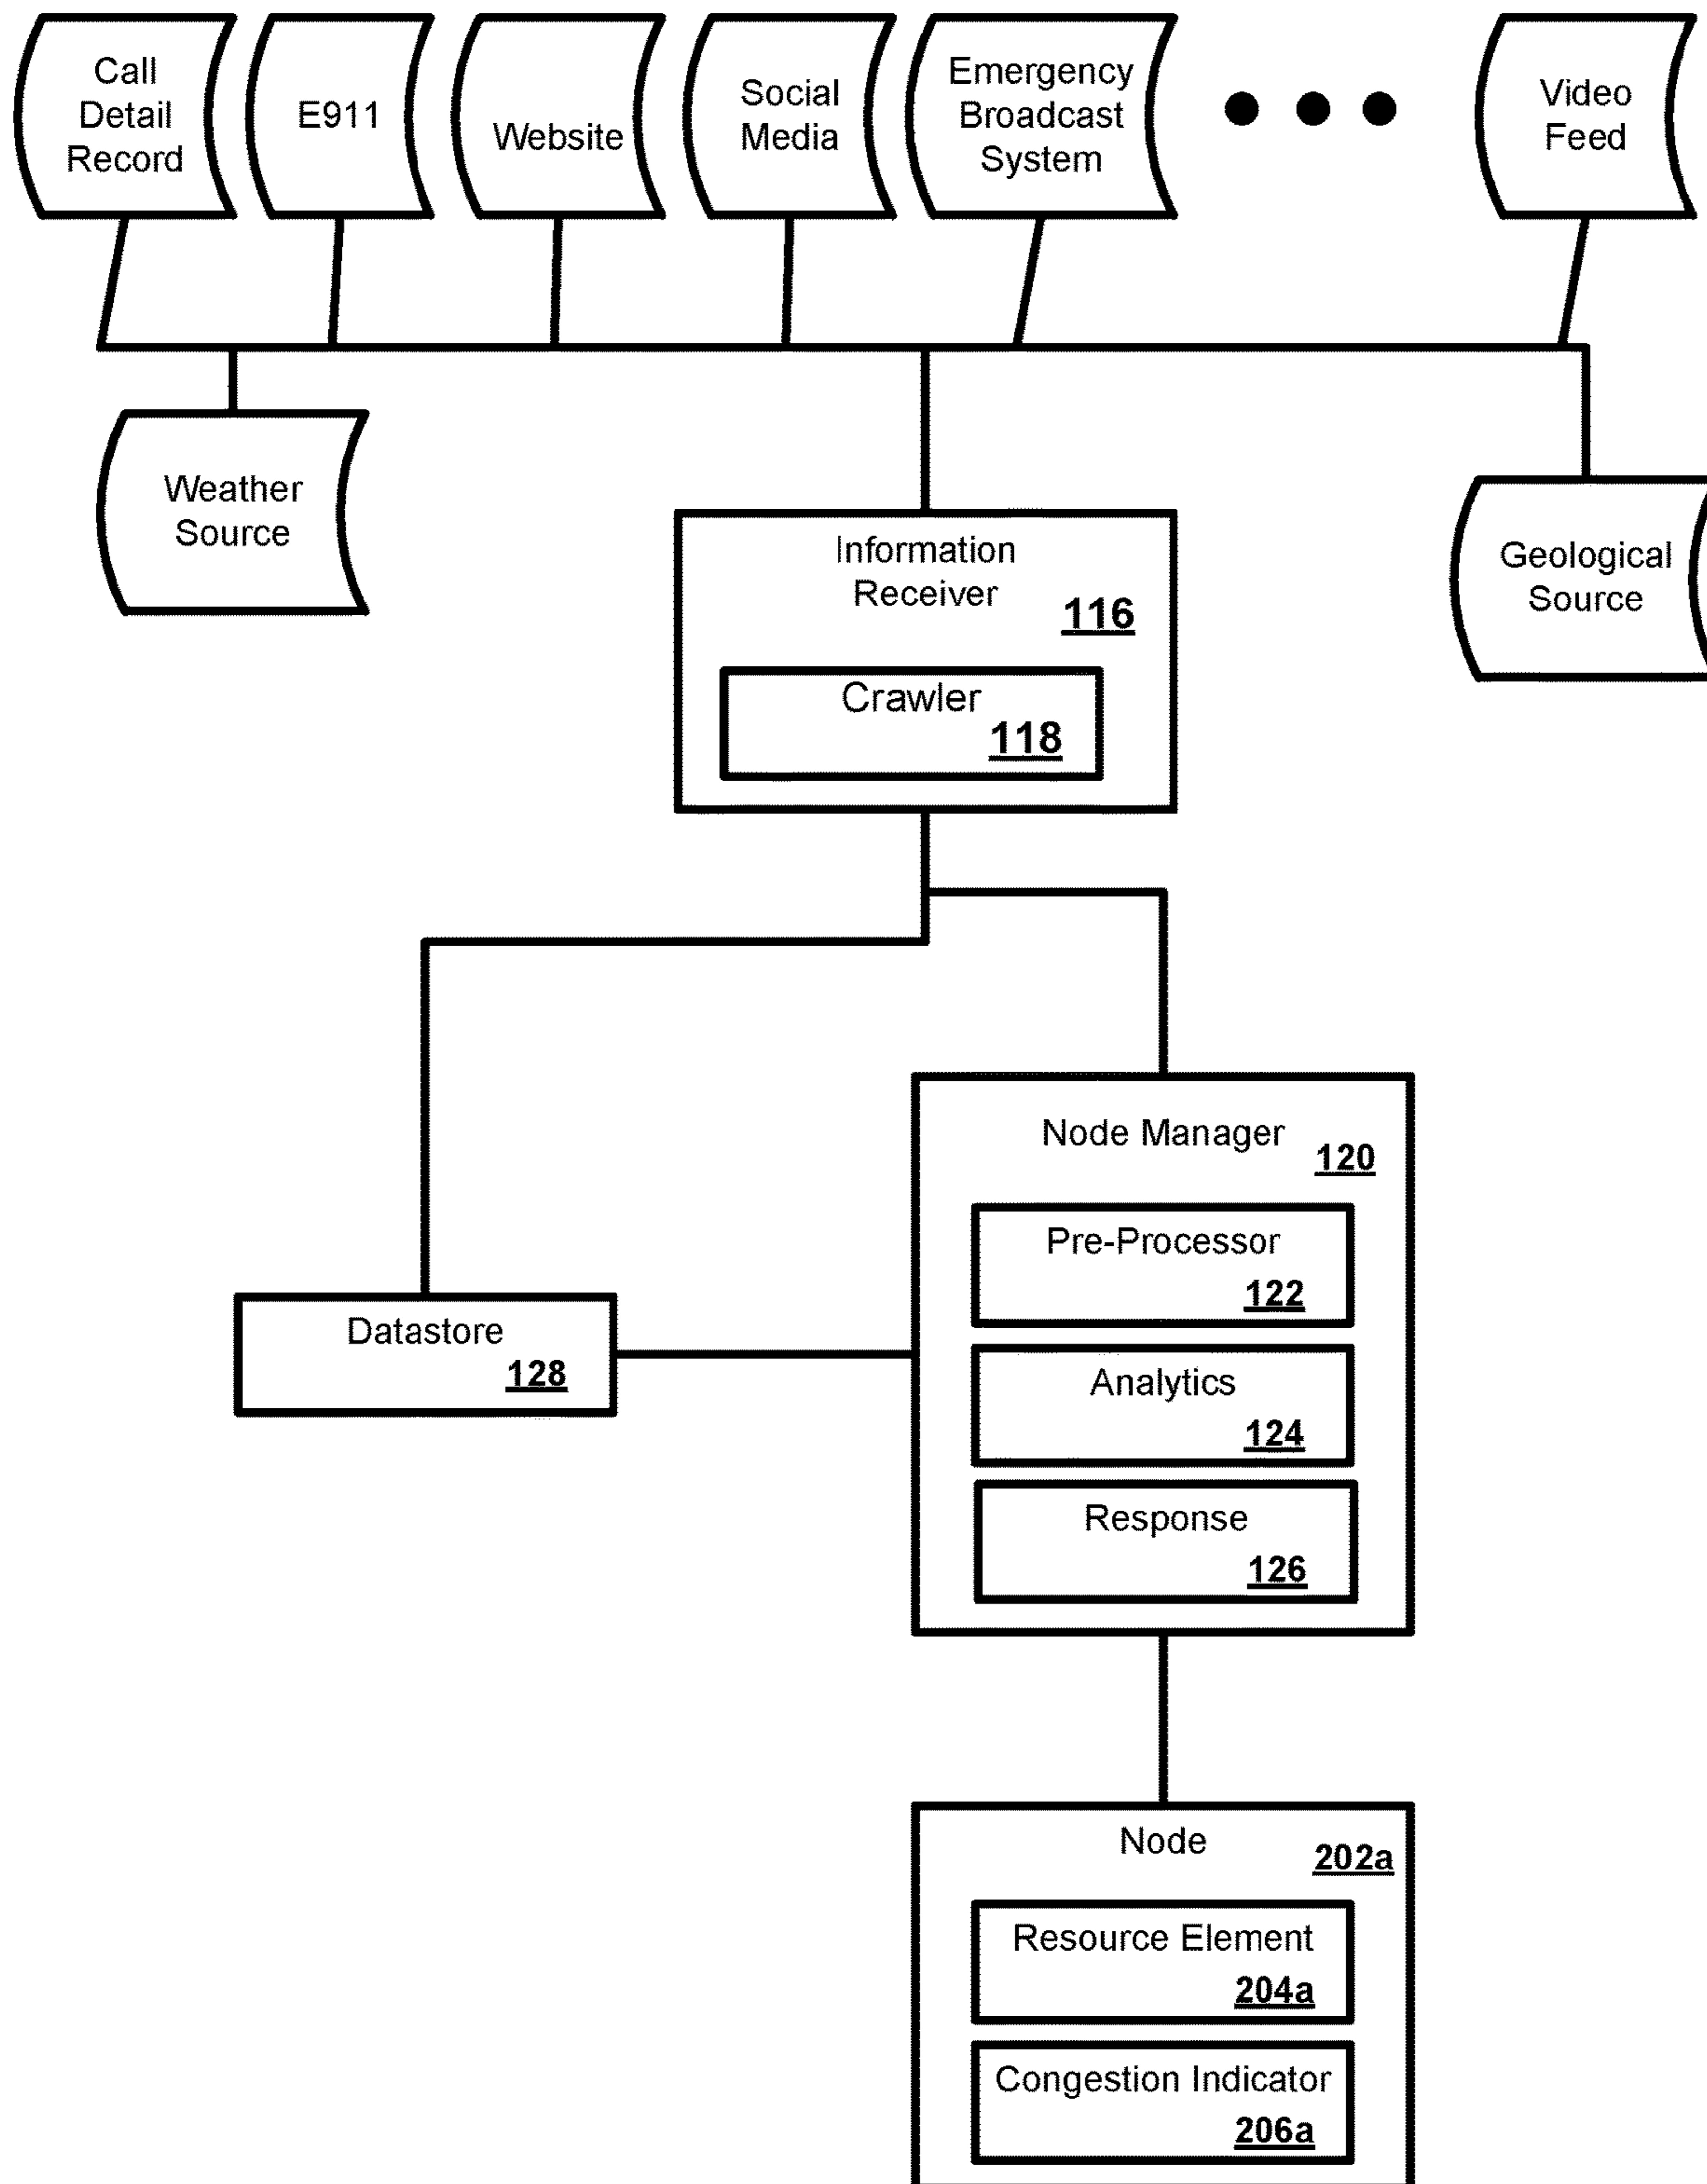 Call
Detail
Record
E911
Website
Social
Media
Emergency
Broadcast
System
Video
Feed
Weather
Source
Geological
Source
Information
Receiver
116
Crawler
118
Node Manager
120
Pre-Processor
122
Analytics
124
Response
126
Datastore
128
Node
202a
Resource Element
204a
Congestion Indicator
206a